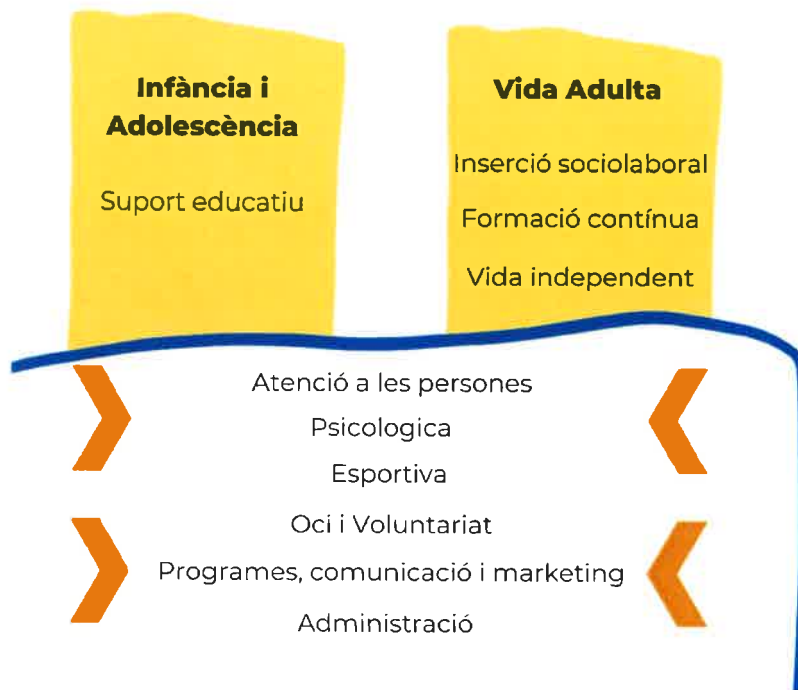 Infància i
Adolescència
Suport educatiu
Vida Adulta
Inserció sociolaboral
Formació contínua
Vida independent
Atenció a les persones
Psicologica
Esportiva
Oci i Voluntariat
Programes, comunicació i marketing
Administració